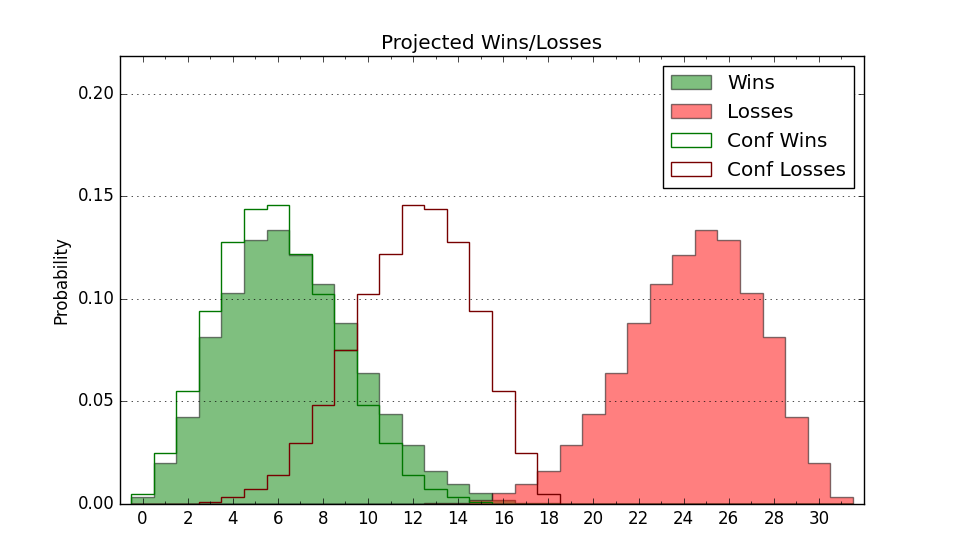 Projected Wins/Losses
Wins
Losses
Conf Wins
Conf Losses
Probability
0.20
0.15
0.10
0.05
0.00
0 2 4 6 8 10 12 14 16 18 20 22 24 26 28 30